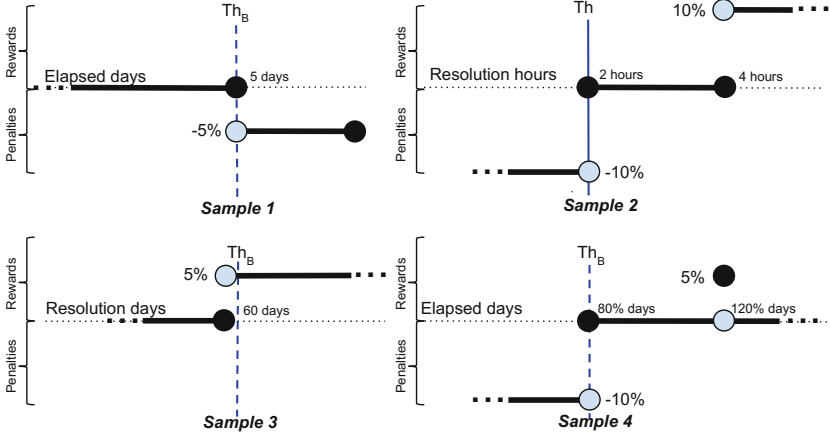 Th_B
Rewards
Elapsed days
5 days
Penalties
-5%
Sample 1
Th
10%
Rewards
Resolution hours
2 hours
4 hours
Penalties
-10%
Sample 2
Th_B
Rewards
5%
Resolution days
60 days
Penalties
Sample 3
Th_B
Rewards
5%
Elapsed days
80% days
120% days
Penalties
-10%
Sample 4